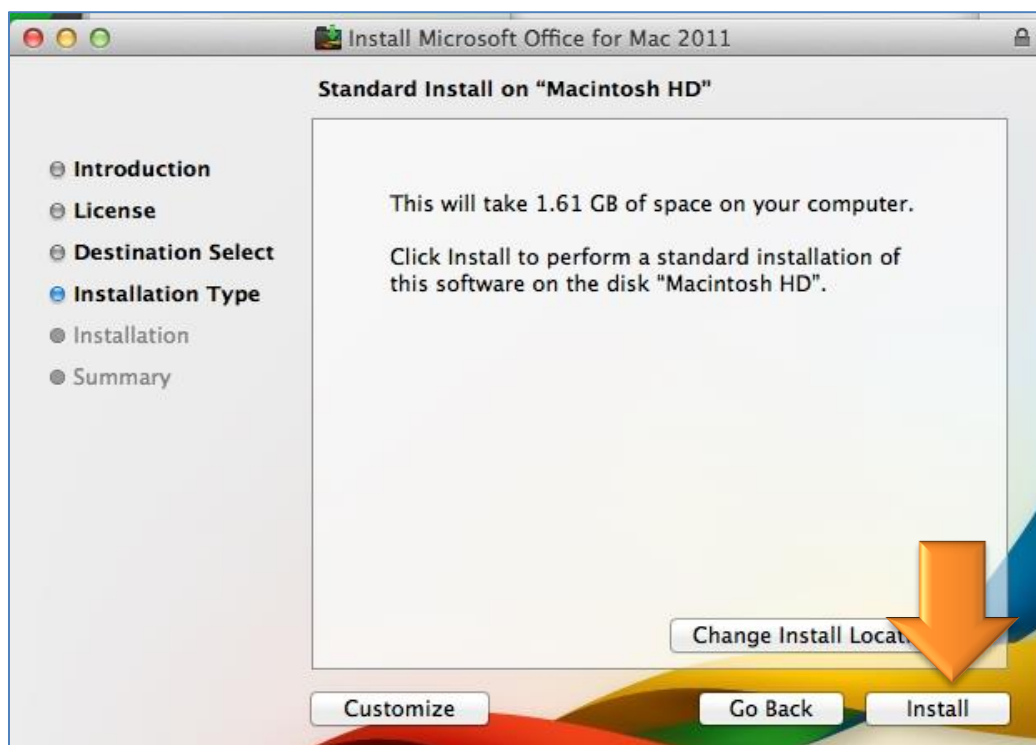 Install Microsoft Office for Mac 2011
Standard Install on “Macintosh HD”
Introduction
License
Destination Select
Installation Type
Installation
Summary
This will take 1.61 GB of space on your computer.
Click Install to perform a standard installation of
this software on the disk “Macintosh HD”.
Change Install
Customize
Go Back
Install